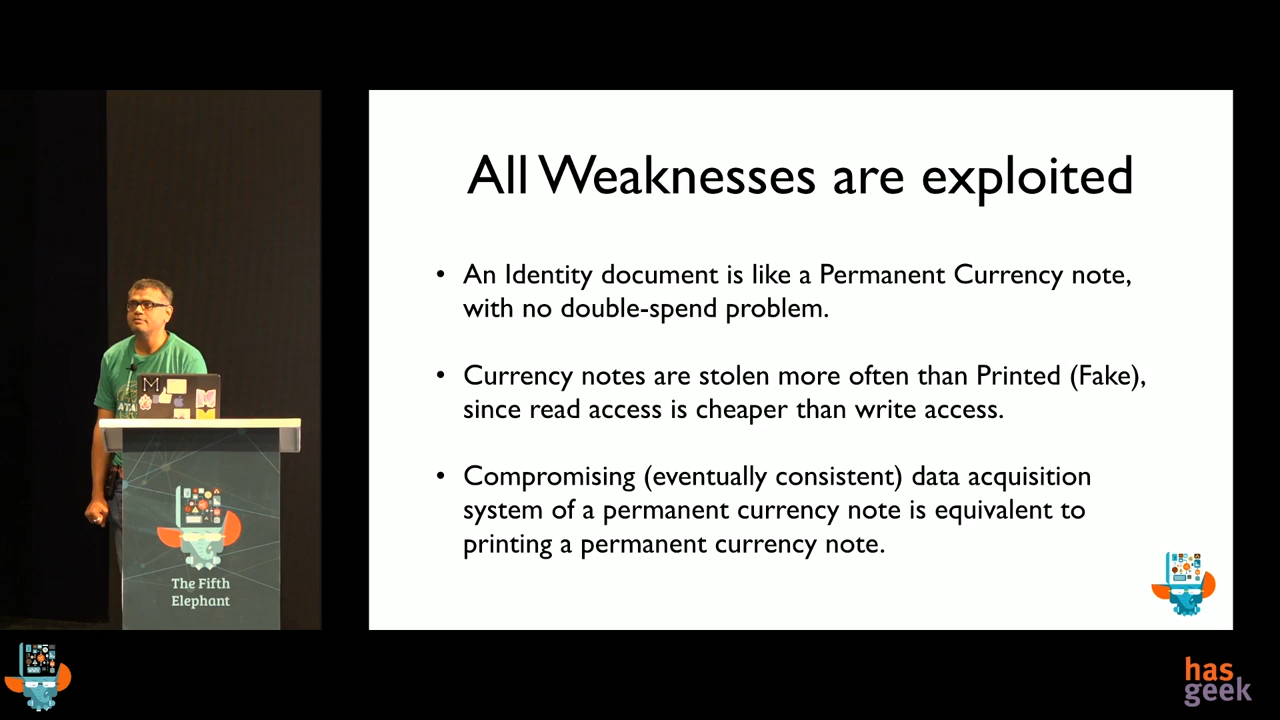 All Weaknesses are exploited
• An Identity document is like a Permanent Currency note,
with no double-spend problem.
• Currency notes are stolen more often than Printed (Fake),
since read access is cheaper than write access.
• Compromising (eventually consistent) data acquisition
system of a permanent currency note is equivalent to
printing a permanent currency note.
M
The Fifth
Elephant
has
geek